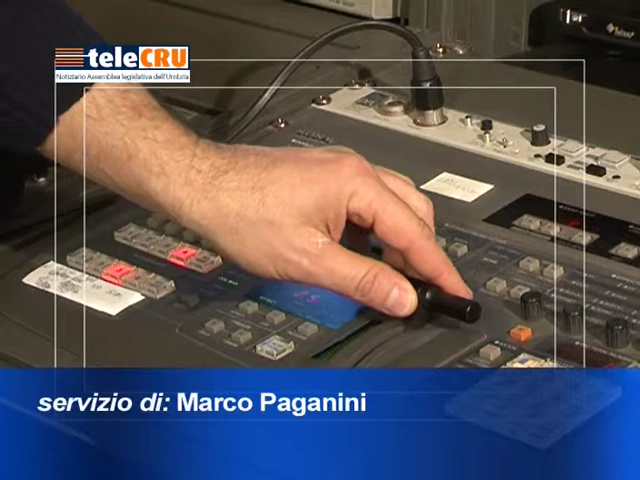 teleCRU
Notiziario Assemblea legislativa dell'Umbria
servizio di: Marco Paganini